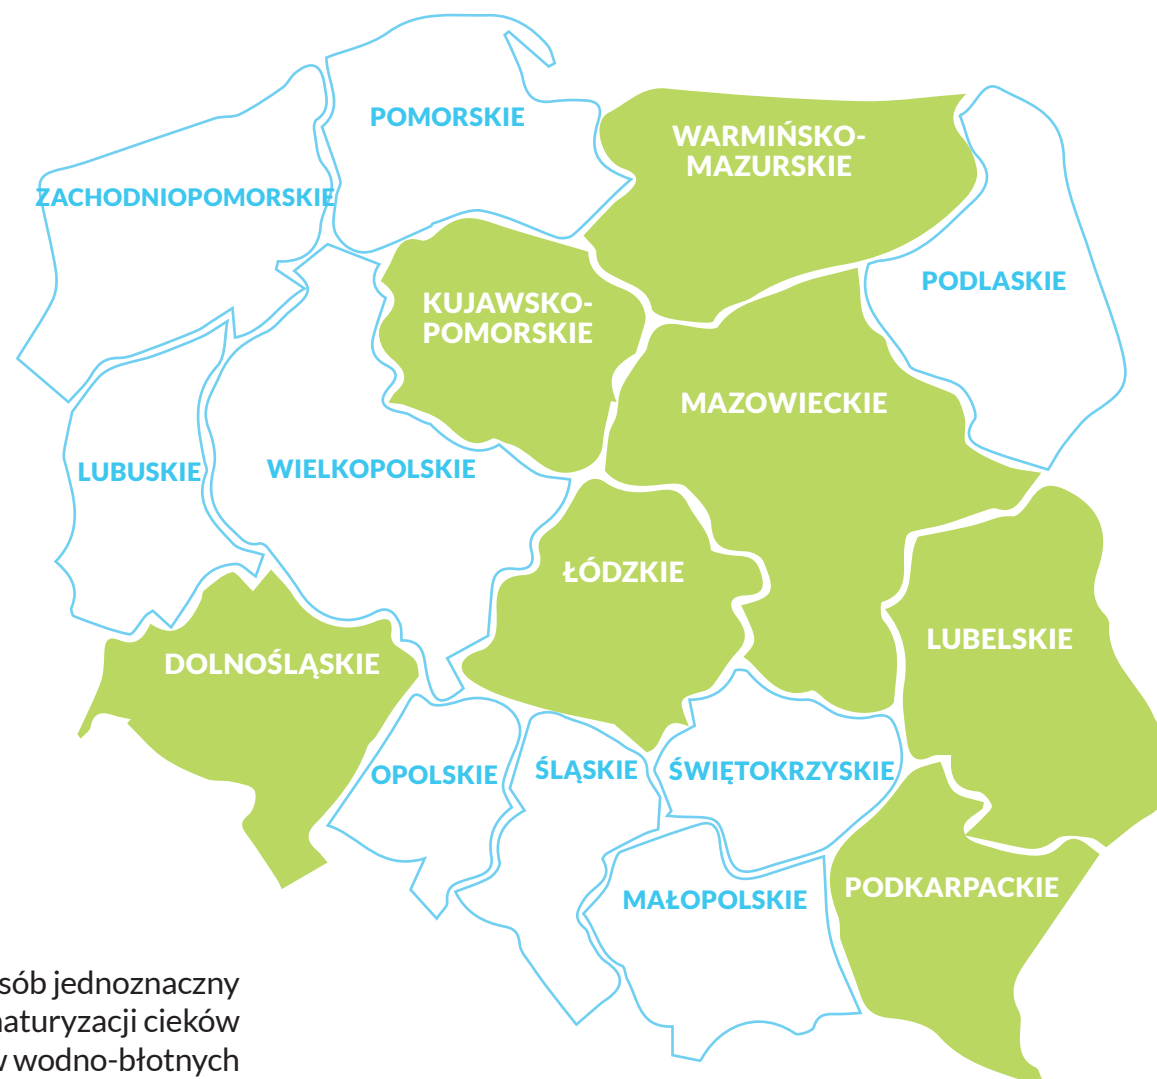 POMORSKIE
WARMIŃSKO-
MAZURSKIE
ZACHODNIOPOMORSKIE
PODLASKIE
KUJAWSKO-
POMORSKIE
MAZOWIECKIE
LUBUSKIE
WIELKOPOLSKIE
ŁÓDZKIE
LUBELSKIE
DOLNOŚLĄSKIE
OPOLSKIE
ŚLĄSKIE
ŚWIĘTOKRZYSKIE
MAŁOPOLSKIE
PODKARPACKIE
sób jednoznaczny
naturyzacji cieków
w wodno-błotnych